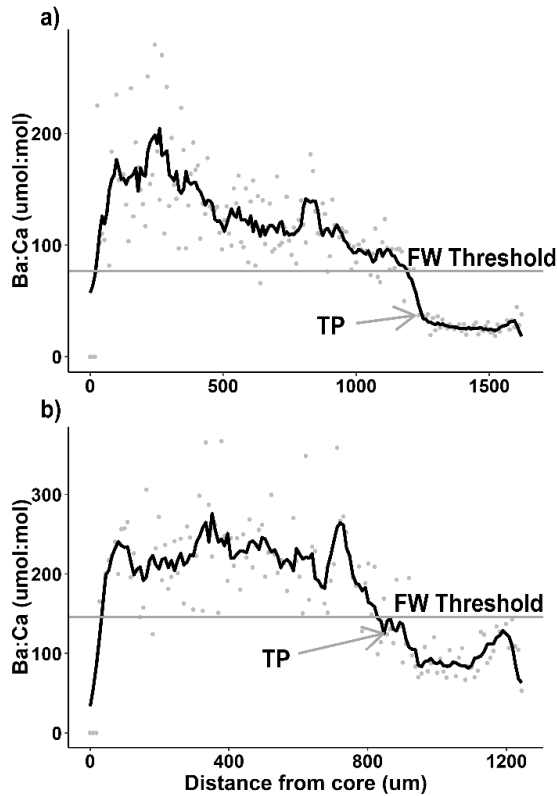 a)
Ba:Ca (umol:mol)
200
100
0
FW Threshold
TP
0 500 1000 1500
b)
Ba:Ca (umol:mol)
300
200
100
0
FW Threshold
TP
0 400 800 1200
Distance from core (um)